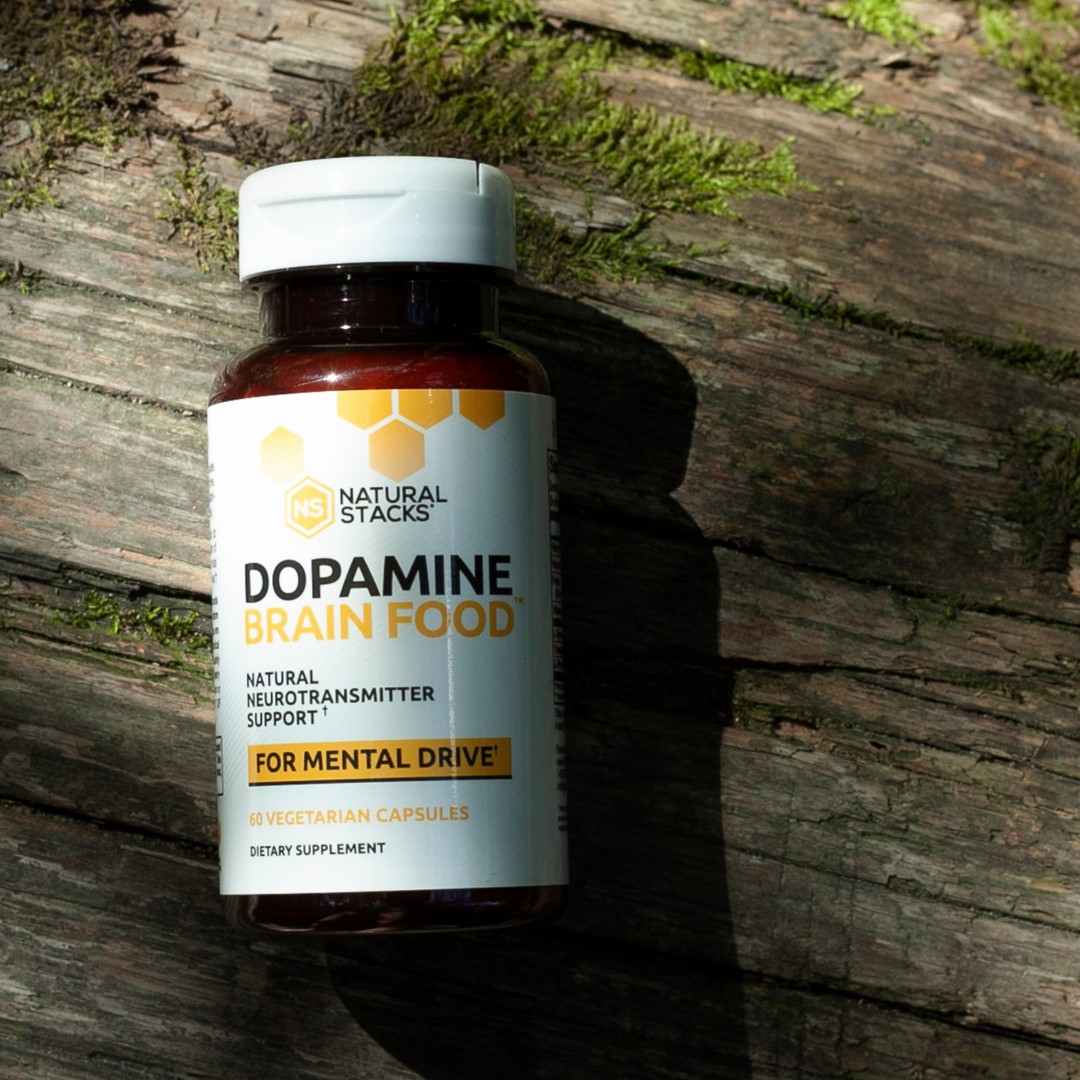 NS
NATURAL
STACKS
DOPAMINE
BRAIN FOOD™
NATURAL
NEUROTRANSMITTER
SUPPORT†
FOR MENTAL DRIVE†
60 VEGETARIAN CAPSULES
DIETARY SUPPLEMENT